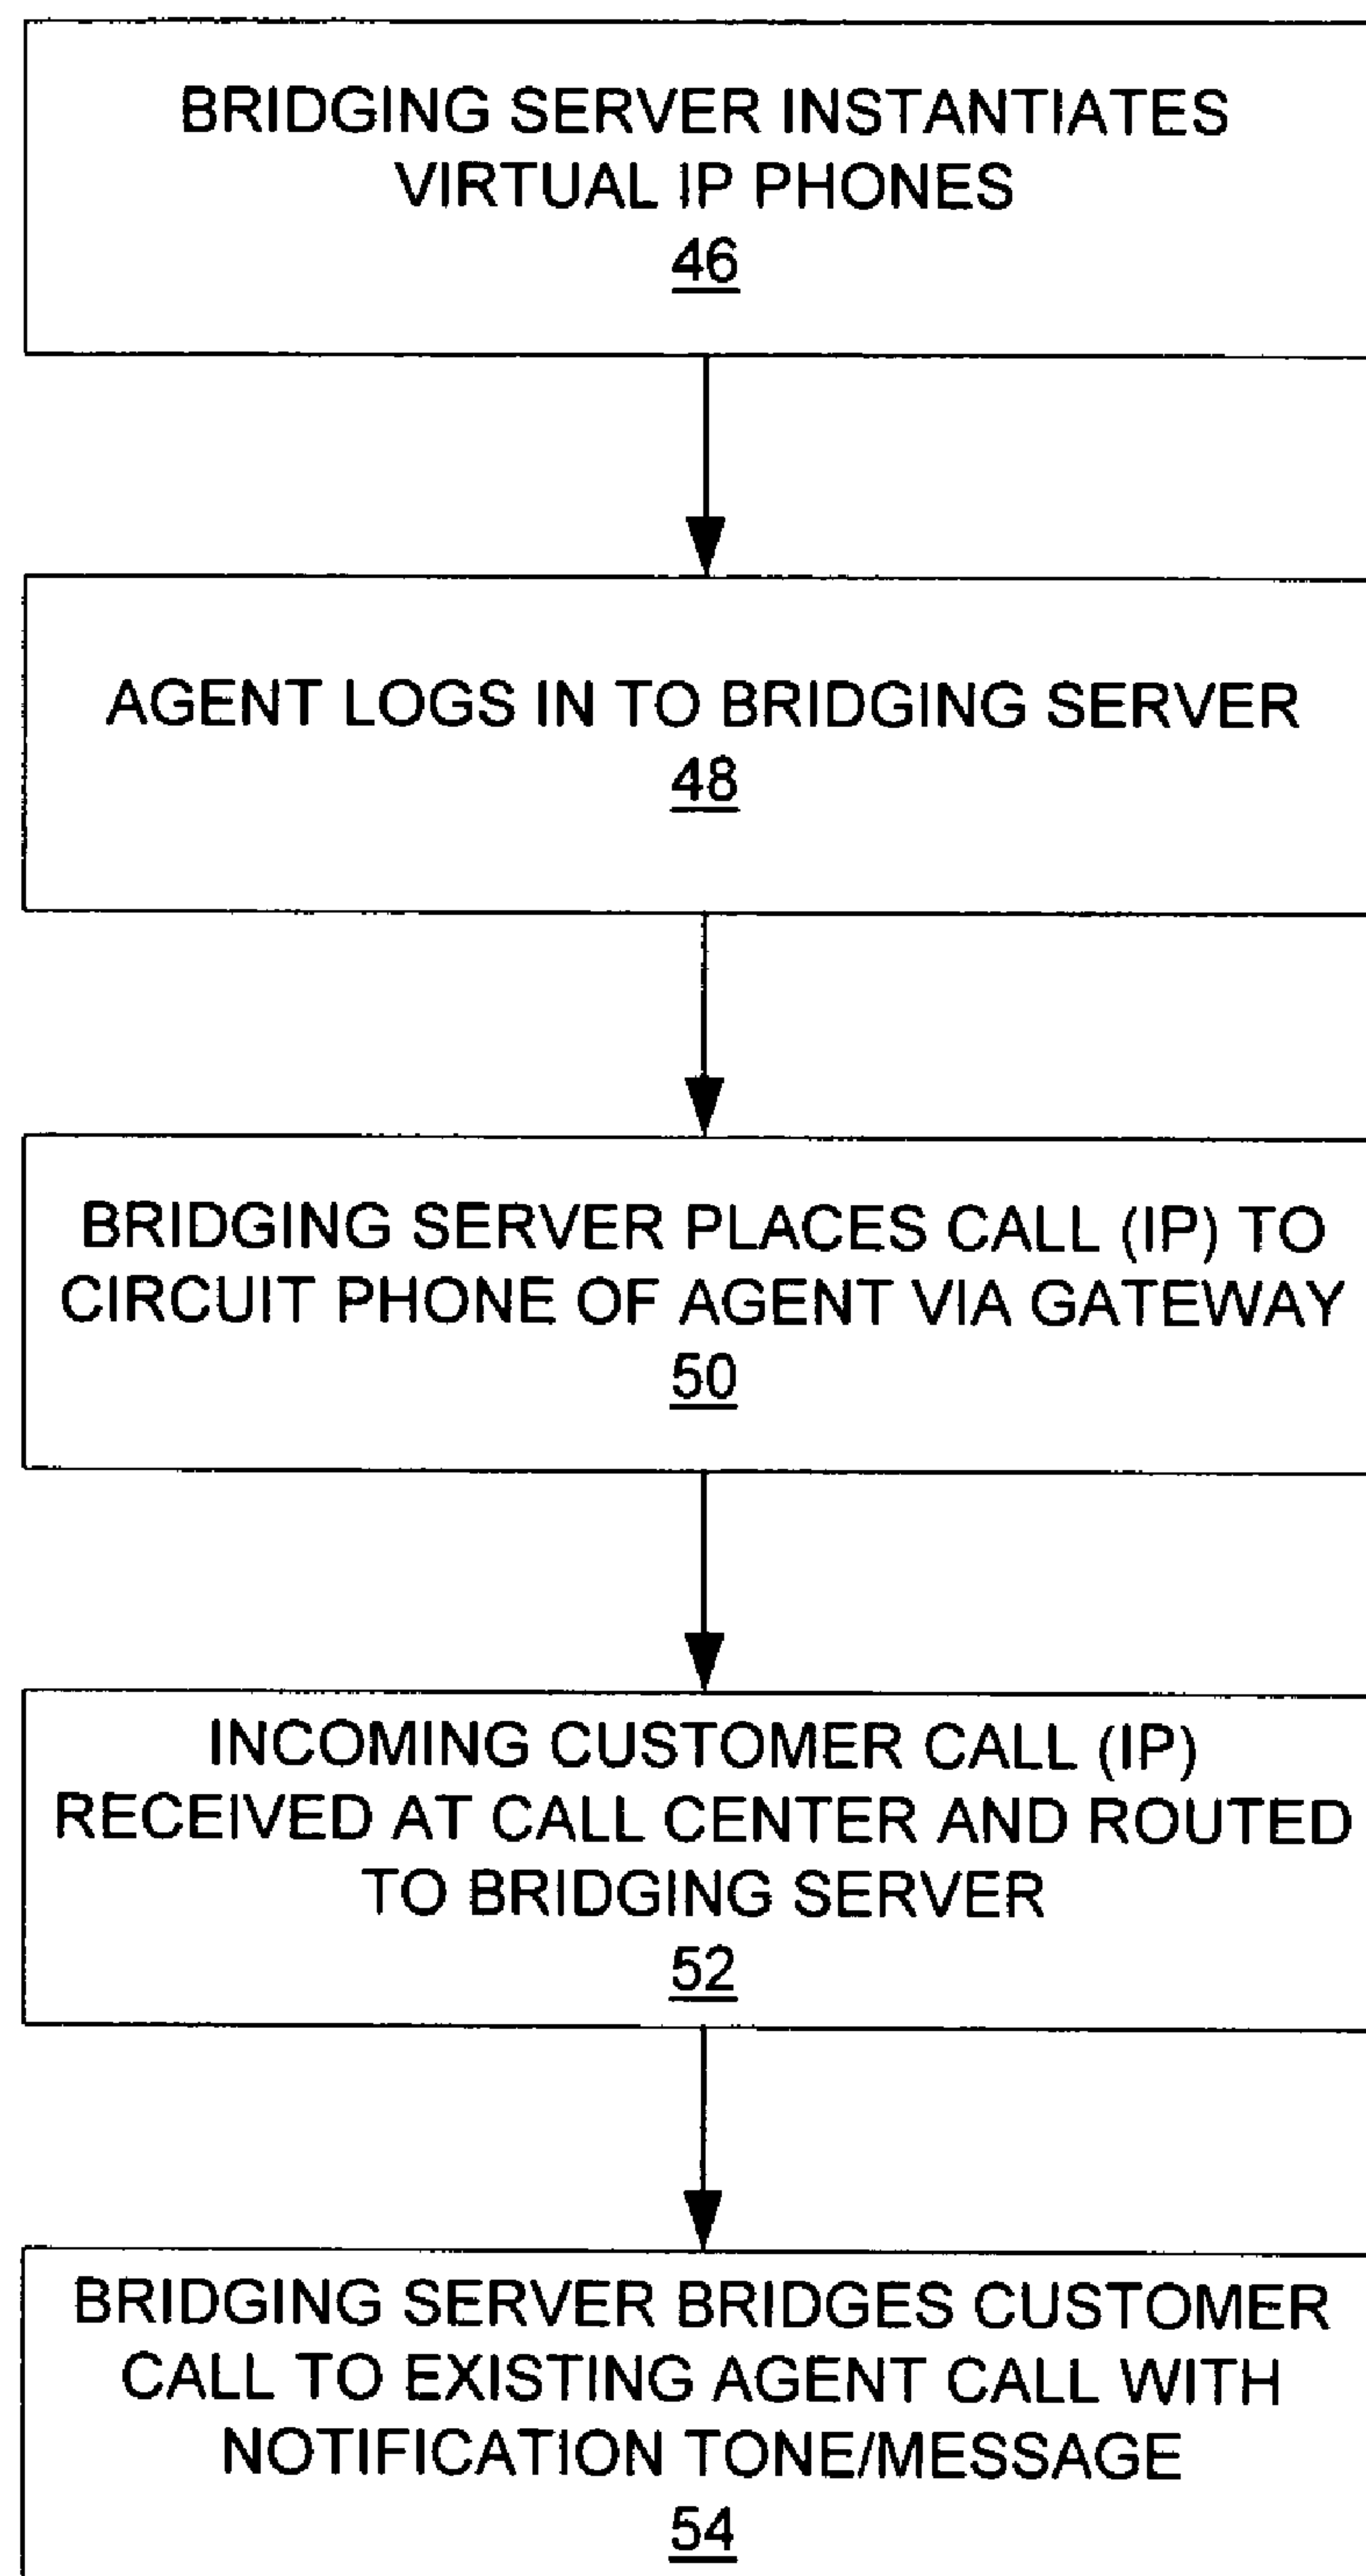 BRIDGING SERVER INSTANTIATES
VIRTUAL IP PHONES
46
AGENT LOGS IN TO BRIDGING SERVER
48
BRIDGING SERVER PLACES CALL (IP) TO
CIRCUIT PHONE OF AGENT VIA GATEWAY
50
INCOMING CUSTOMER CALL (IP)
RECEIVED AT CALL CENTER AND ROUTED
TO BRIDGING SERVER
52
BRIDGING SERVER BRIDGES CUSTOMER
CALL TO EXISTING AGENT CALL WITH
NOTIFICATION TONE/MESSAGE
54